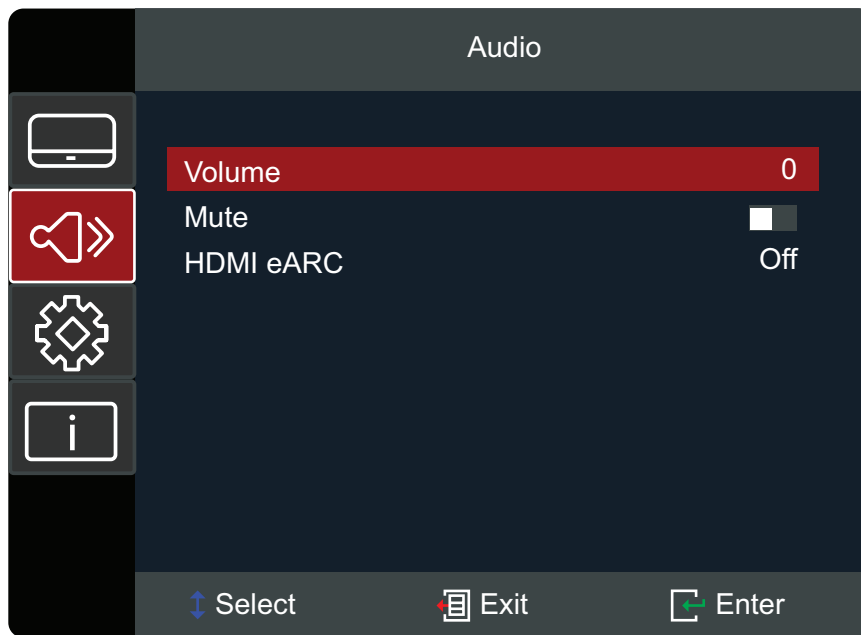 Audio
Volume 0
Mute
HDMI eARC Off
i
Select Exit Enter